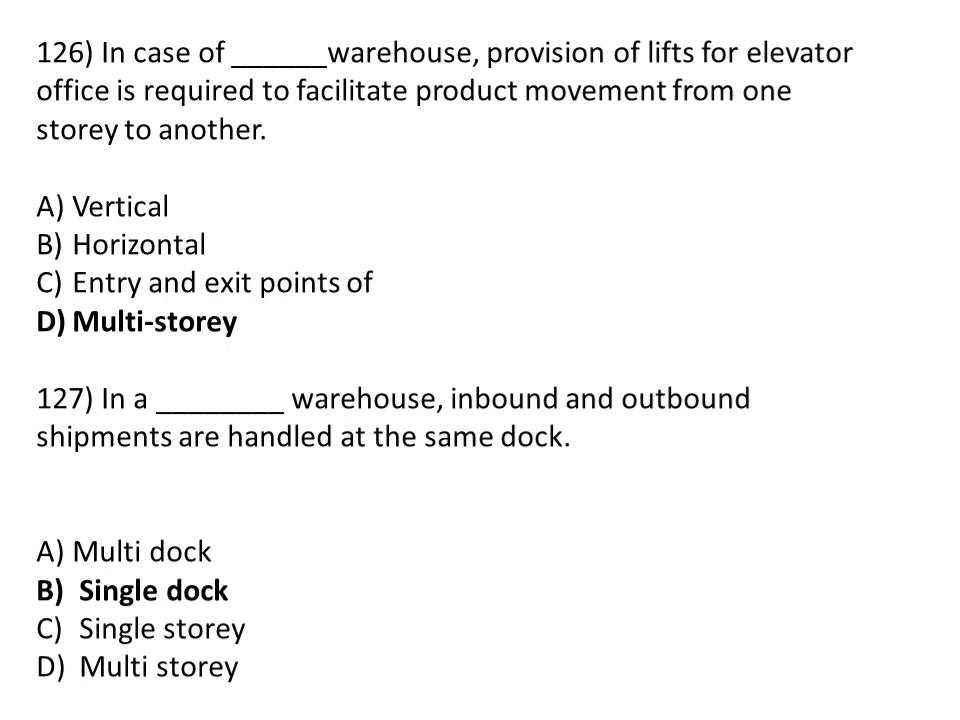 126) In case of ______warehouse, provision of lifts for elevator
office is required to facilitate product movement from one
storey to another.
A) Vertical
B) Horizontal
C) Entry and exit points of
D) Multi-storey
127) In a ________ warehouse, inbound and outbound
shipments are handled at the same dock.
A) Multi dock
B) Single dock
C) Single storey
D) Multi storey